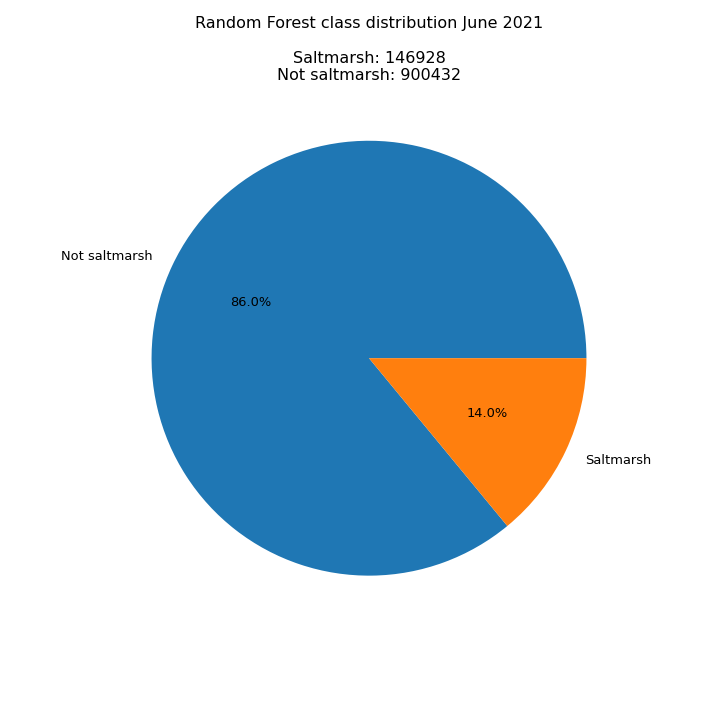 Random Forest class distribution June 2021
Saltmarsh: 146928
Not saltmarsh: 900432
Not saltmarsh
86.0%
14.0%
Saltmarsh